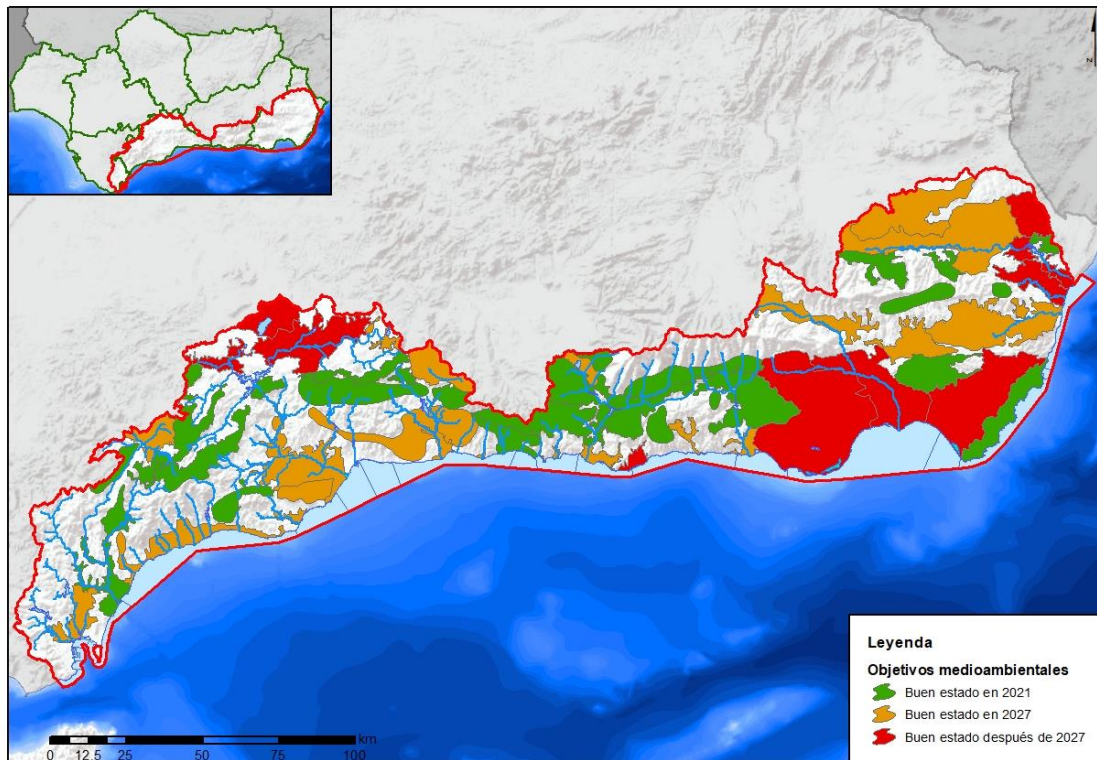 N
Leyenda
Objetivos medioambientales
Buen estado en 2021
Buen estado en 2027
Buen estado después de 2027
km
0 12.5 25 50 75 100